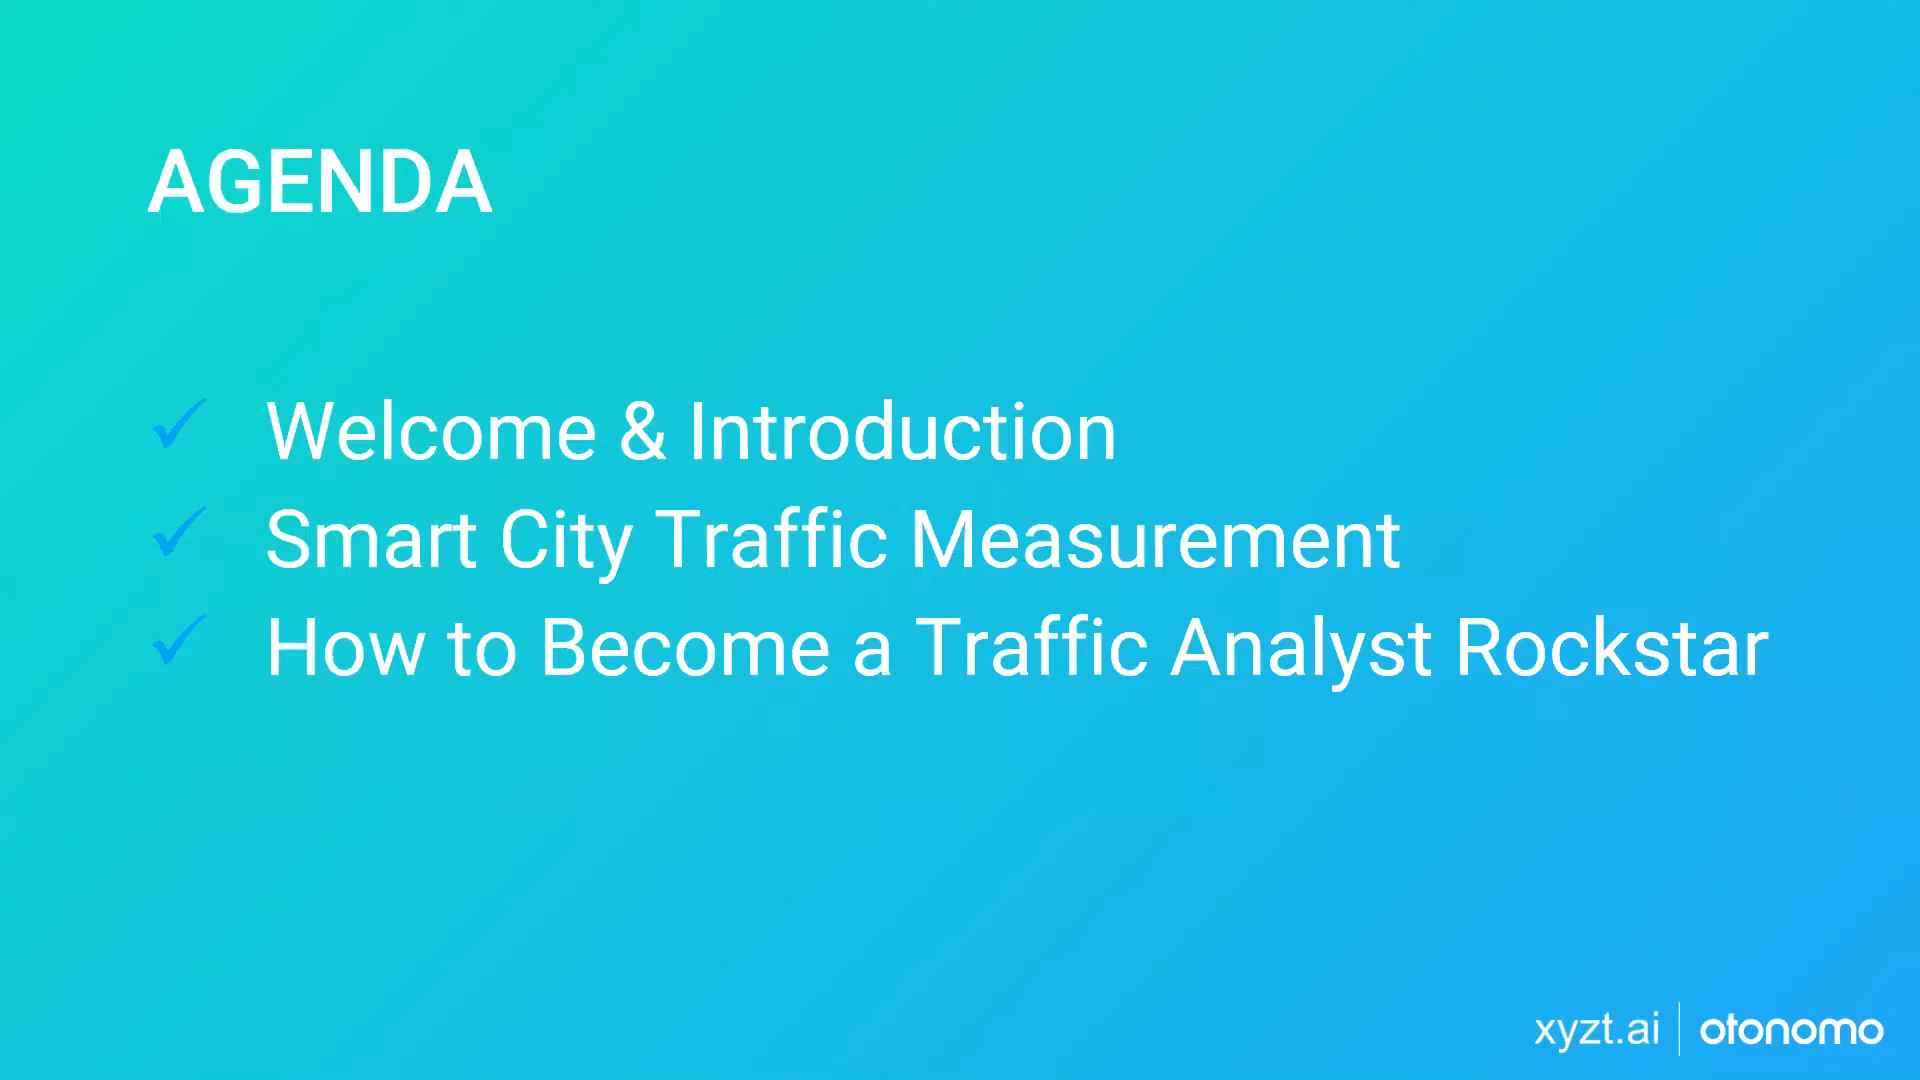 AGENDA
✓ Welcome & Introduction
✓ Smart City Traffic Measurement
✓ How to Become a Traffic Analyst Rockstar
xyzt.ai | otonomo